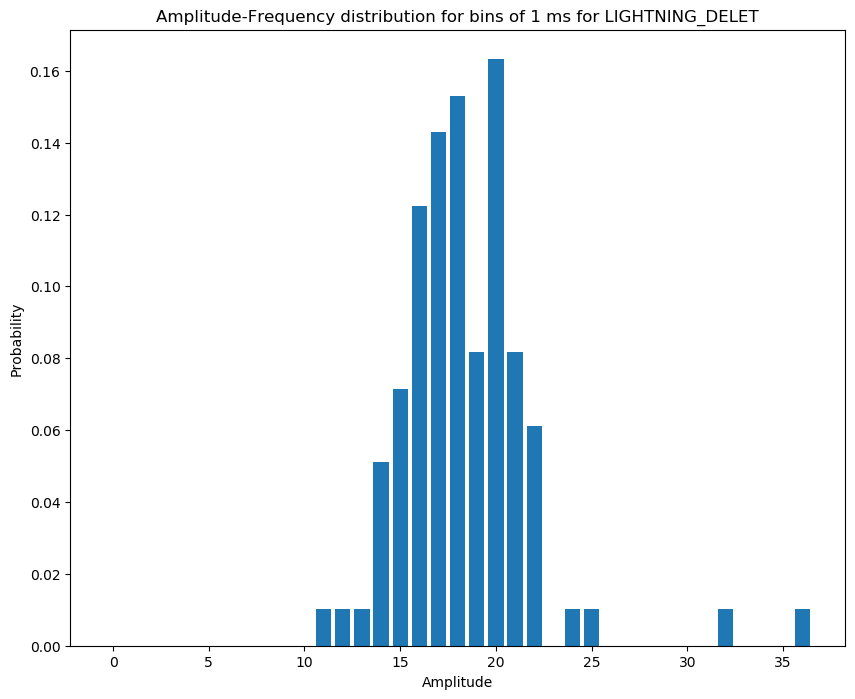 Amplitude-Frequency distribution for bins of 1 ms for LIGHTNING_DELET
0.16
0.14
0.12
0.10
0.08
0.06
0.04
0.02
0.00
Probability
0 5 10 15 20 25 30 35
Amplitude